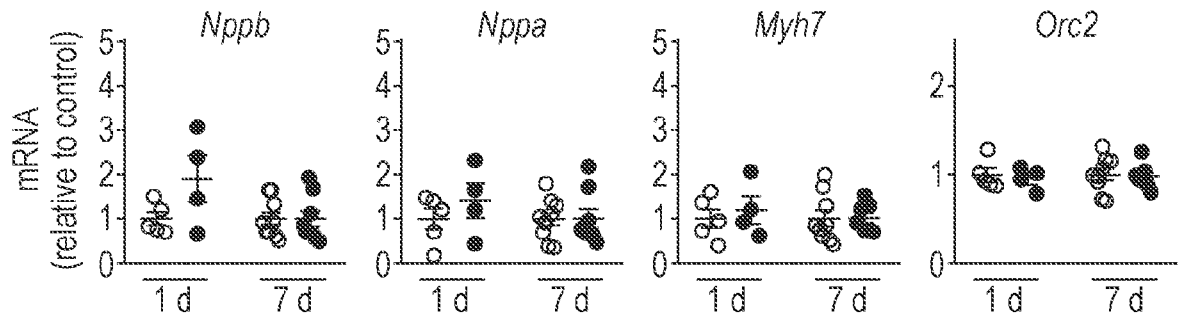 Nppb Nppa Myh7 Orc2
mRNA
(relative to control)
5 4 3 2 1 0
5 4 3 2 1 0
5 4 3 2 1 0
2 1 0
1 d 7 d 1 d 7 d 1 d 7 d 1 d 7 d